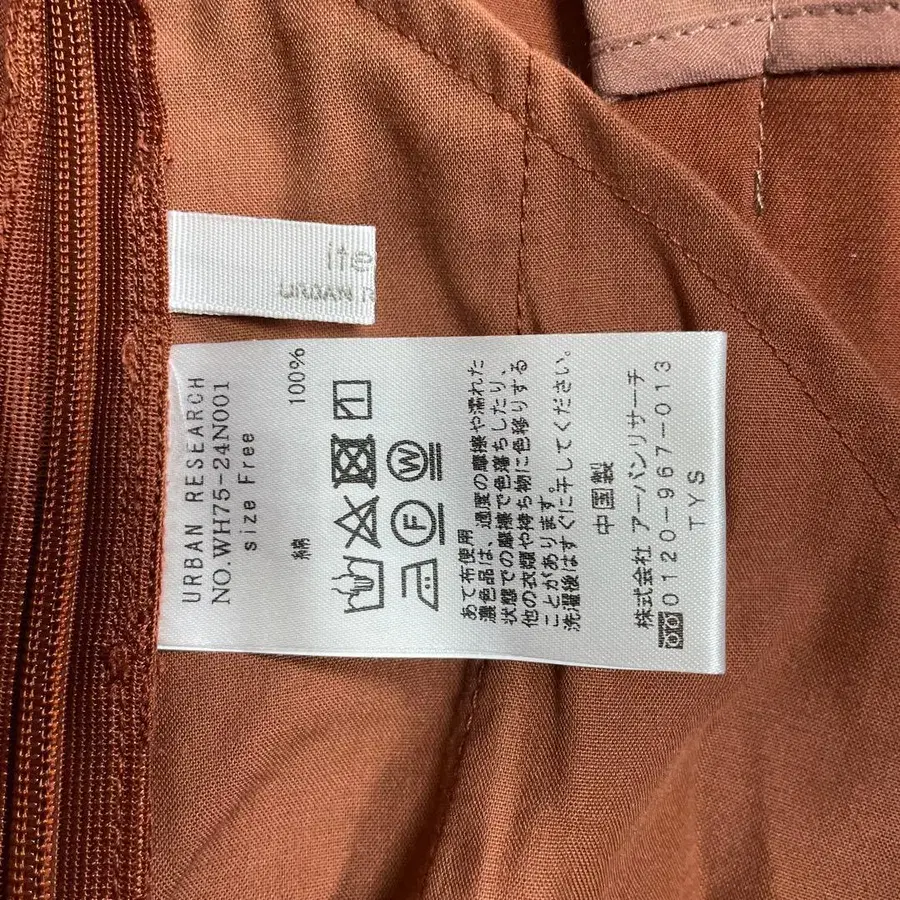 ite
URBAN R
URBAN RESEARCH
NO.WH75-24N001
size Free
綿 100%
W
F
あて布使用
濃色品は、過度の摩擦や濡れた
状態での摩擦で色落ちしたり、
他の衣類や持ち物に色移りする
ことがあります。
洗濯後はすぐに干してください。
中国製
株式会社 アーバンリサーチ
0120-967-013
TYS